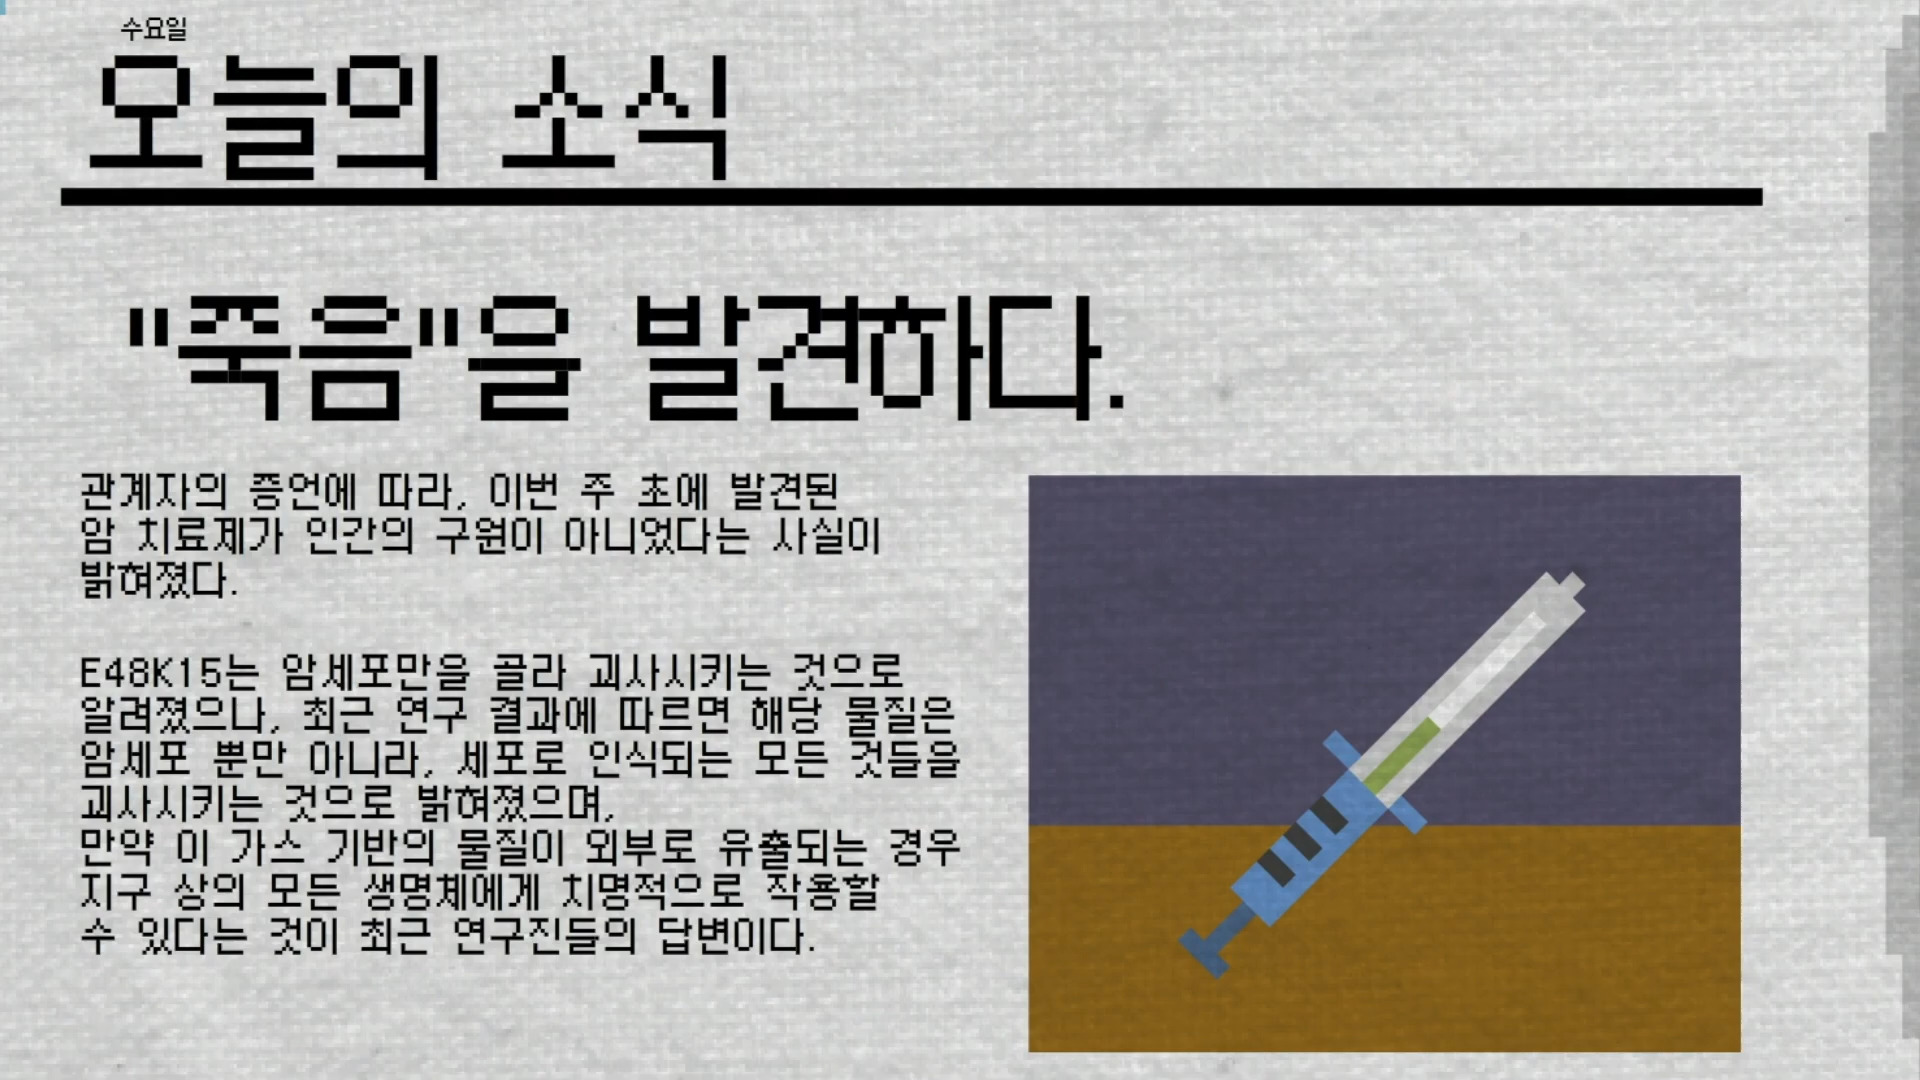 수요일
오늘의 소식
"죽음"을 발견하다.
관계자의 증언에 따라, 이번 주 초에 발견된
암 치료제가 인간의 구원이 아니었다는 사실이
밝혀졌다.
E48K15는 암세포만을 골라 괴사시키는 것으로
알려졌으나, 최근 연구 결과에 따르면 해당 물질은
암세포 뿐만 아니라, 세포로 인식되는 모든 것들을
괴사시키는 것으로 밝혀졌으며,
만약 이 가스 기반의 물질이 외부로 유출되는 경우
지구 상의 모든 생명체에게 치명적으로 작용할
수 있다는 것이 최근 연구진들의 답변이다.